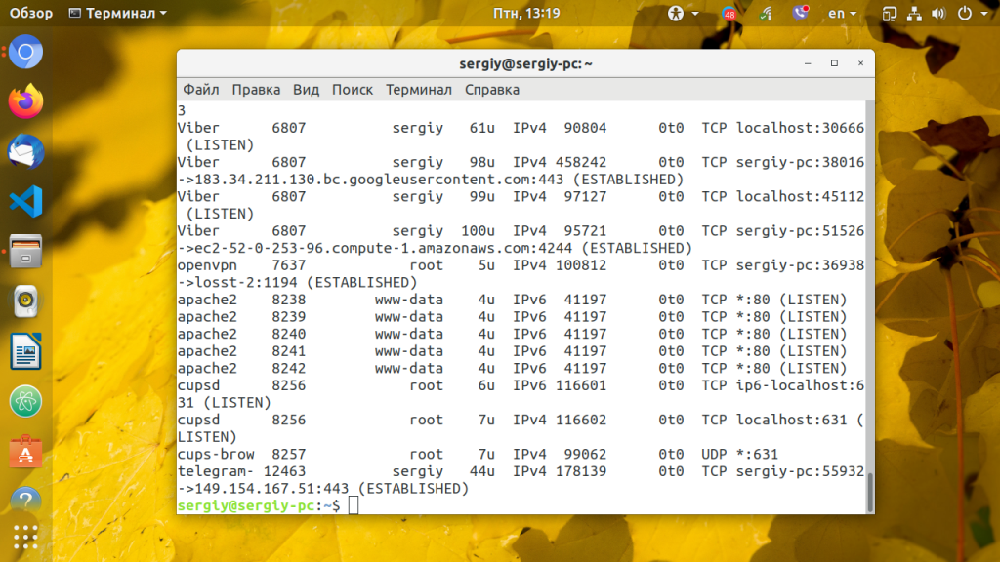 Обзор Терминал Птн, 13:19 48 en
sergiy@sergiy-pc: ~
Файл Правка Вид Поиск Терминал Справка
3
Viber      6807          sergiy   61u  IPv4  90804      0t0  TCP localhost:30666
 (LISTEN)
Viber      6807          sergiy   98u  IPv4 458242      0t0  TCP sergiy-pc:38016
->183.34.211.130.bc.googleusercontent.com:443 (ESTABLISHED)
Viber      6807          sergiy   99u  IPv4  97127      0t0  TCP localhost:45112
 (LISTEN)
Viber      6807          sergiy  100u  IPv4  95721      0t0  TCP sergiy-pc:51526
->ec2-52-0-253-96.compute-1.amazonaws.com:4244 (ESTABLISHED)
openvpn    7637            root    5u  IPv4 100812      0t0  TCP sergiy-pc:36938
->losst-2:1194 (ESTABLISHED)
apache2    8238        www-data    4u  IPv6  41197      0t0  TCP *:80 (LISTEN)
apache2    8239        www-data    4u  IPv6  41197      0t0  TCP *:80 (LISTEN)
apache2    8240        www-data    4u  IPv6  41197      0t0  TCP *:80 (LISTEN)
apache2    8241        www-data    4u  IPv6  41197      0t0  TCP *:80 (LISTEN)
apache2    8242        www-data    4u  IPv6  41197      0t0  TCP *:80 (LISTEN)
cupsd      8256            root    6u  IPv6 116601      0t0  TCP ip6-localhost:6
31 (LISTEN)
cupsd      8256            root    7u  IPv4 116602      0t0  TCP localhost:631 (
LISTEN)
cups-brow  8257            root    7u  IPv4  99062      0t0  UDP *:631
telegram- 12463          sergiy   44u  IPv4 178139      0t0  TCP sergiy-pc:55932
->149.154.167.51:443 (ESTABLISHED)
sergiy@sergiy-pc:~$